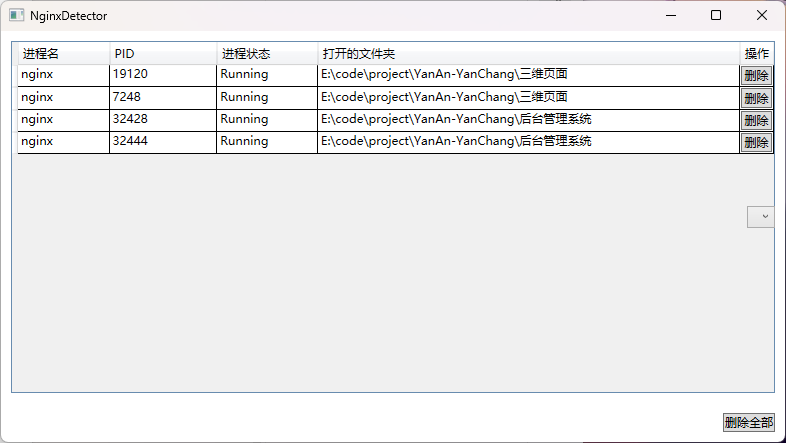 NginxDetector
进程名 PID 进程状态 打开的文件夹 操作
nginx 19120 Running E:\code\project\YanAn-YanChang\三维页面 删除
nginx 7248 Running E:\code\project\YanAn-YanChang\三维页面 删除
nginx 32428 Running E:\code\project\YanAn-YanChang\后台管理系统 删除
nginx 32444 Running E:\code\project\YanAn-YanChang\后台管理系统 删除
删除全部